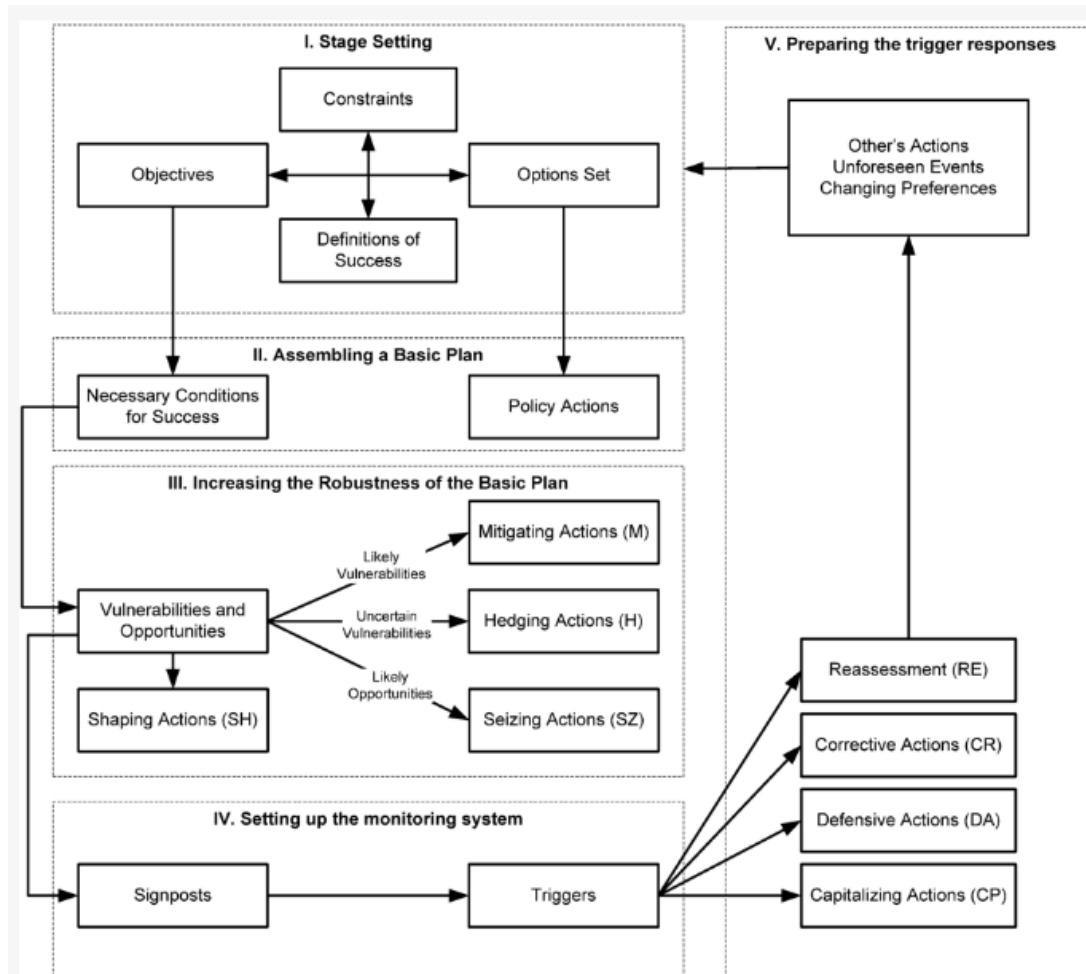 I. Stage Setting
Constraints
Objectives
Options Set
Definitions of
Success
II. Assembling a Basic Plan
Necessary Conditions
for Success
Policy Actions
III. Increasing the Robustness of the Basic Plan
Mitigating Actions (M)
Likely
Vulnerabilities
Vulnerabilities and
Opportunities
Uncertain
Vulnerabilities
Hedging Actions (H)
Likely
Opportunities
Shaping Actions (SH)
Seizing Actions (SZ)
IV. Setting up the monitoring system
Signposts
Triggers
V. Preparing the trigger responses
Other's Actions
Unforeseen Events
Changing Preferences
Reassessment (RE)
Corrective Actions (CR)
Defensive Actions (DA)
Capitalizing Actions (CP)